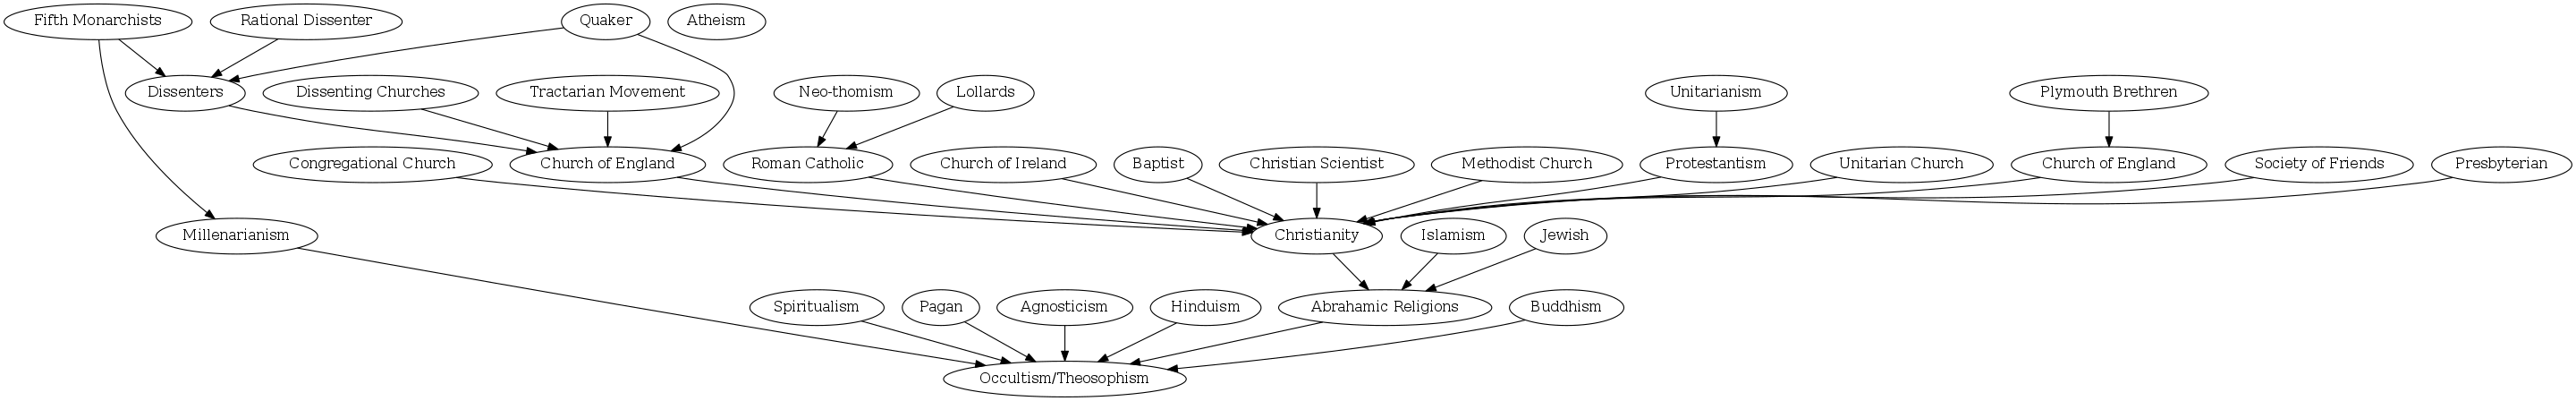 Fifth Monarchists
Rational Dissenter
Quaker
Atheism
Dissenters
Dissenting Churches
Tractarian Movement
Neo-thomism
Lollards
Unitarianism
Plymouth Brethren
Congregational Church
Church of England
Roman Catholic
Church of Ireland
Baptist
Christian Scientist
Methodist Church
Protestantism
Unitarian Church
Church of England
Society of Friends
Presbyterian
Millenarianism
Christianity
Islamism
Jewish
Spiritualism
Pagan
Agnosticism
Hinduism
Abrahamic Religions
Buddhism
Occultism/Theosophism